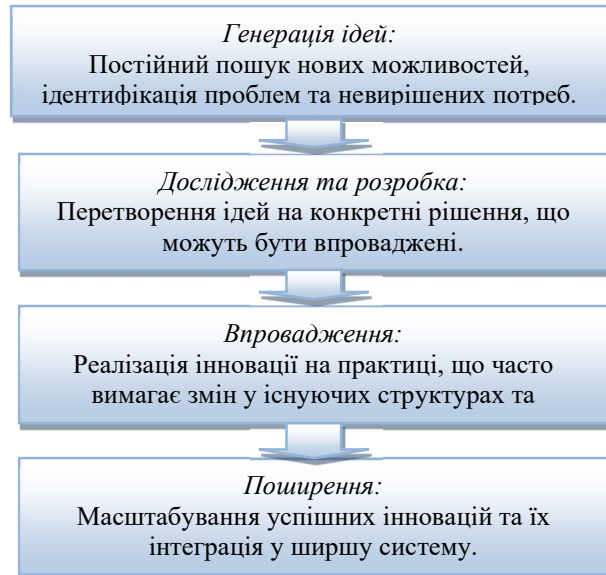 Генерація ідей:
Постійний пошук нових можливостей,
ідентифікація проблем та невирішених потреб.
Дослідження та розробка:
Перетворення ідей на конкретні рішення, що
можуть бути впроваджені.
Впровадження:
Реалізація інновації на практиці, що часто
вимагає змін у існуючих структурах та
Поширення:
Масштабування успішних інновацій та їх
інтеграція у ширшу систему.